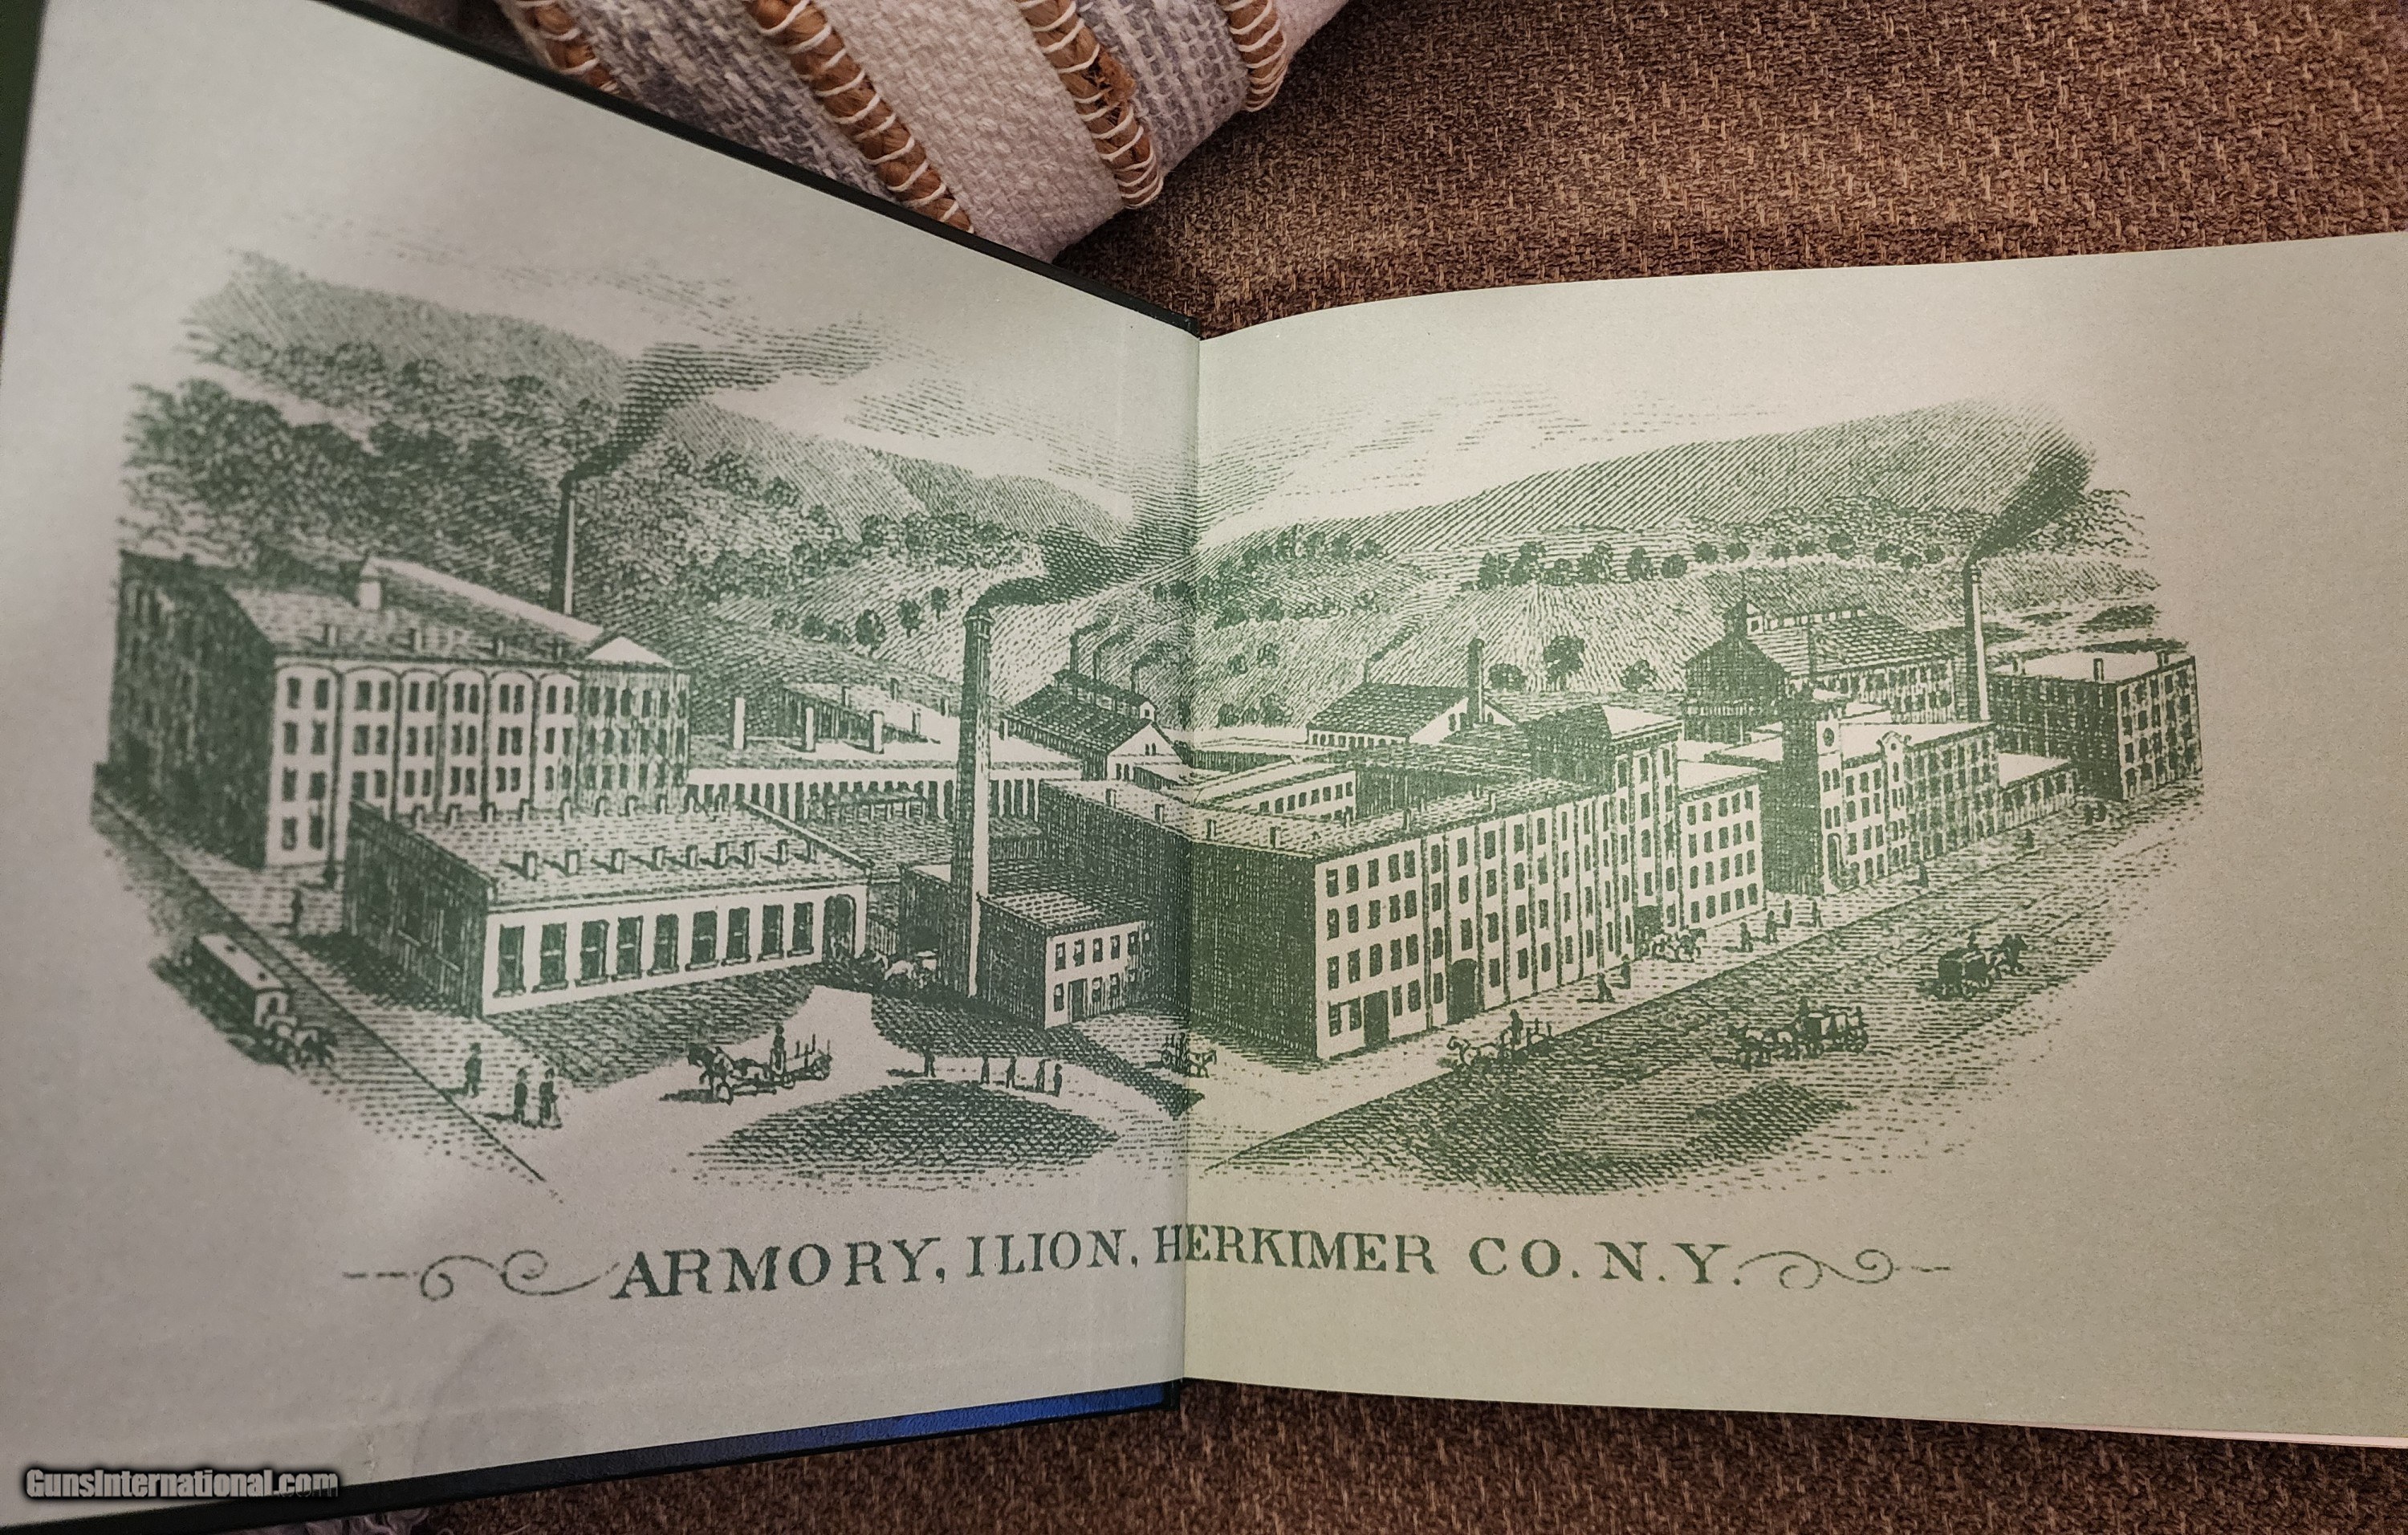 ARMORY, ILION, HERKIMER CO. N. Y.
GunsInternational.com